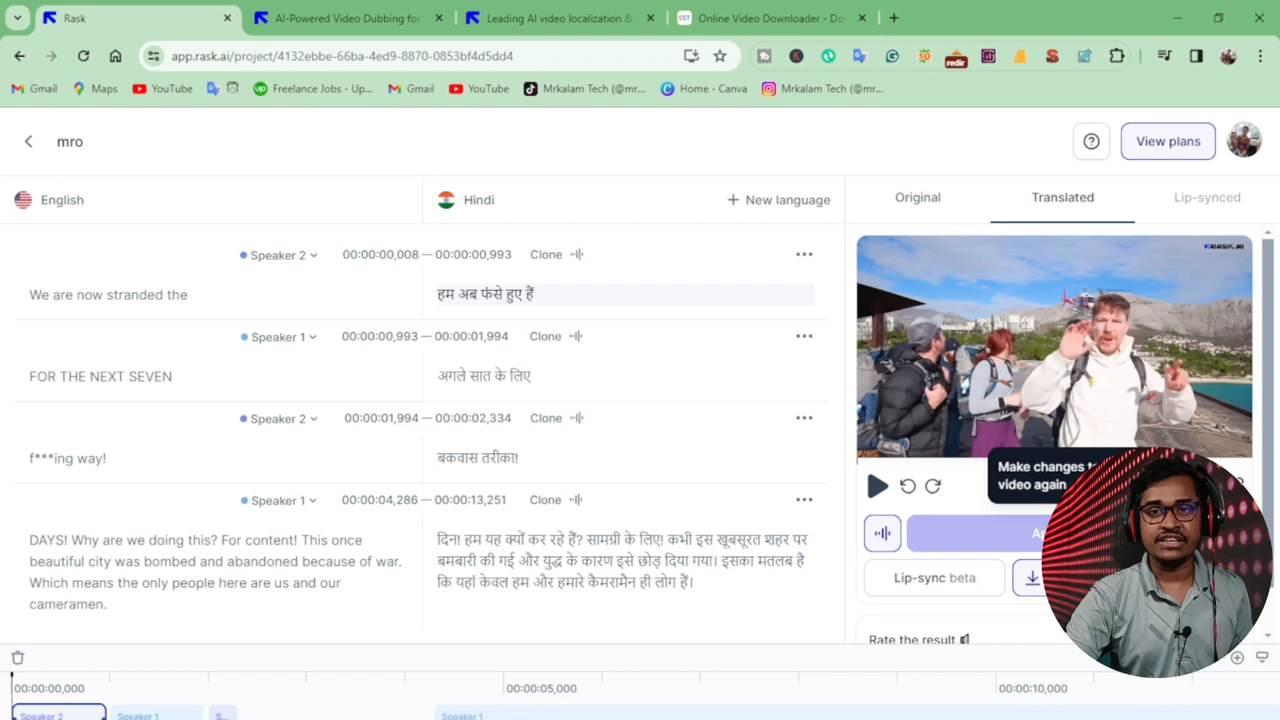 Rask
AI-Powered Video Dubbing for
Leading AI video localization &
Online Video Downloader - Do
app.rask.ai/project/4132ebbe-66ba-4ed9-8870-0853bf4d5dd4
redir
Gmail
Maps
YouTube
Freelance Jobs - Up...
Gmail
YouTube
Mrkalam Tech (@mr...
Home - Canva
Mrkalam Tech (@mr...
mro
View plans
English
Hindi
+ New language
Original
Translated
Lip-synced
Speaker 2
00:00:00,008 — 00:00:00,993
Clone
We are now stranded the
हम अब फंसे हुए हैं
Speaker 1
00:00:00,993 — 00:00:01,994
Clone
FOR THE NEXT SEVEN
अगले सात के लिए
Speaker 2
00:00:01,994 — 00:00:02,334
Clone
f***ing way!
बकवास तरीका!
Speaker 1
00:00:04,286 — 00:00:13,251
Clone
DAYS! Why are we doing this? For content! This once
beautiful city was bombed and abandoned because of war.
Which means the only people here are us and our
cameramen.
दिन! हम यह क्यों कर रहे हैं? सामग्री के लिए! कभी इस खूबसूरत शहर पर
बमबारी की गई और युद्ध के कारण इसे छोड़ दिया गया। इसका मतलब है
कि यहां केवल हम और हमारे कैमरामैन ही लोग हैं।
Make changes
video again
Lip-sync beta
Rate the result
00:00:00,000
00:00:05,000
00:00:10,000
Speaker 2
Speaker 1
S...
Speaker 1